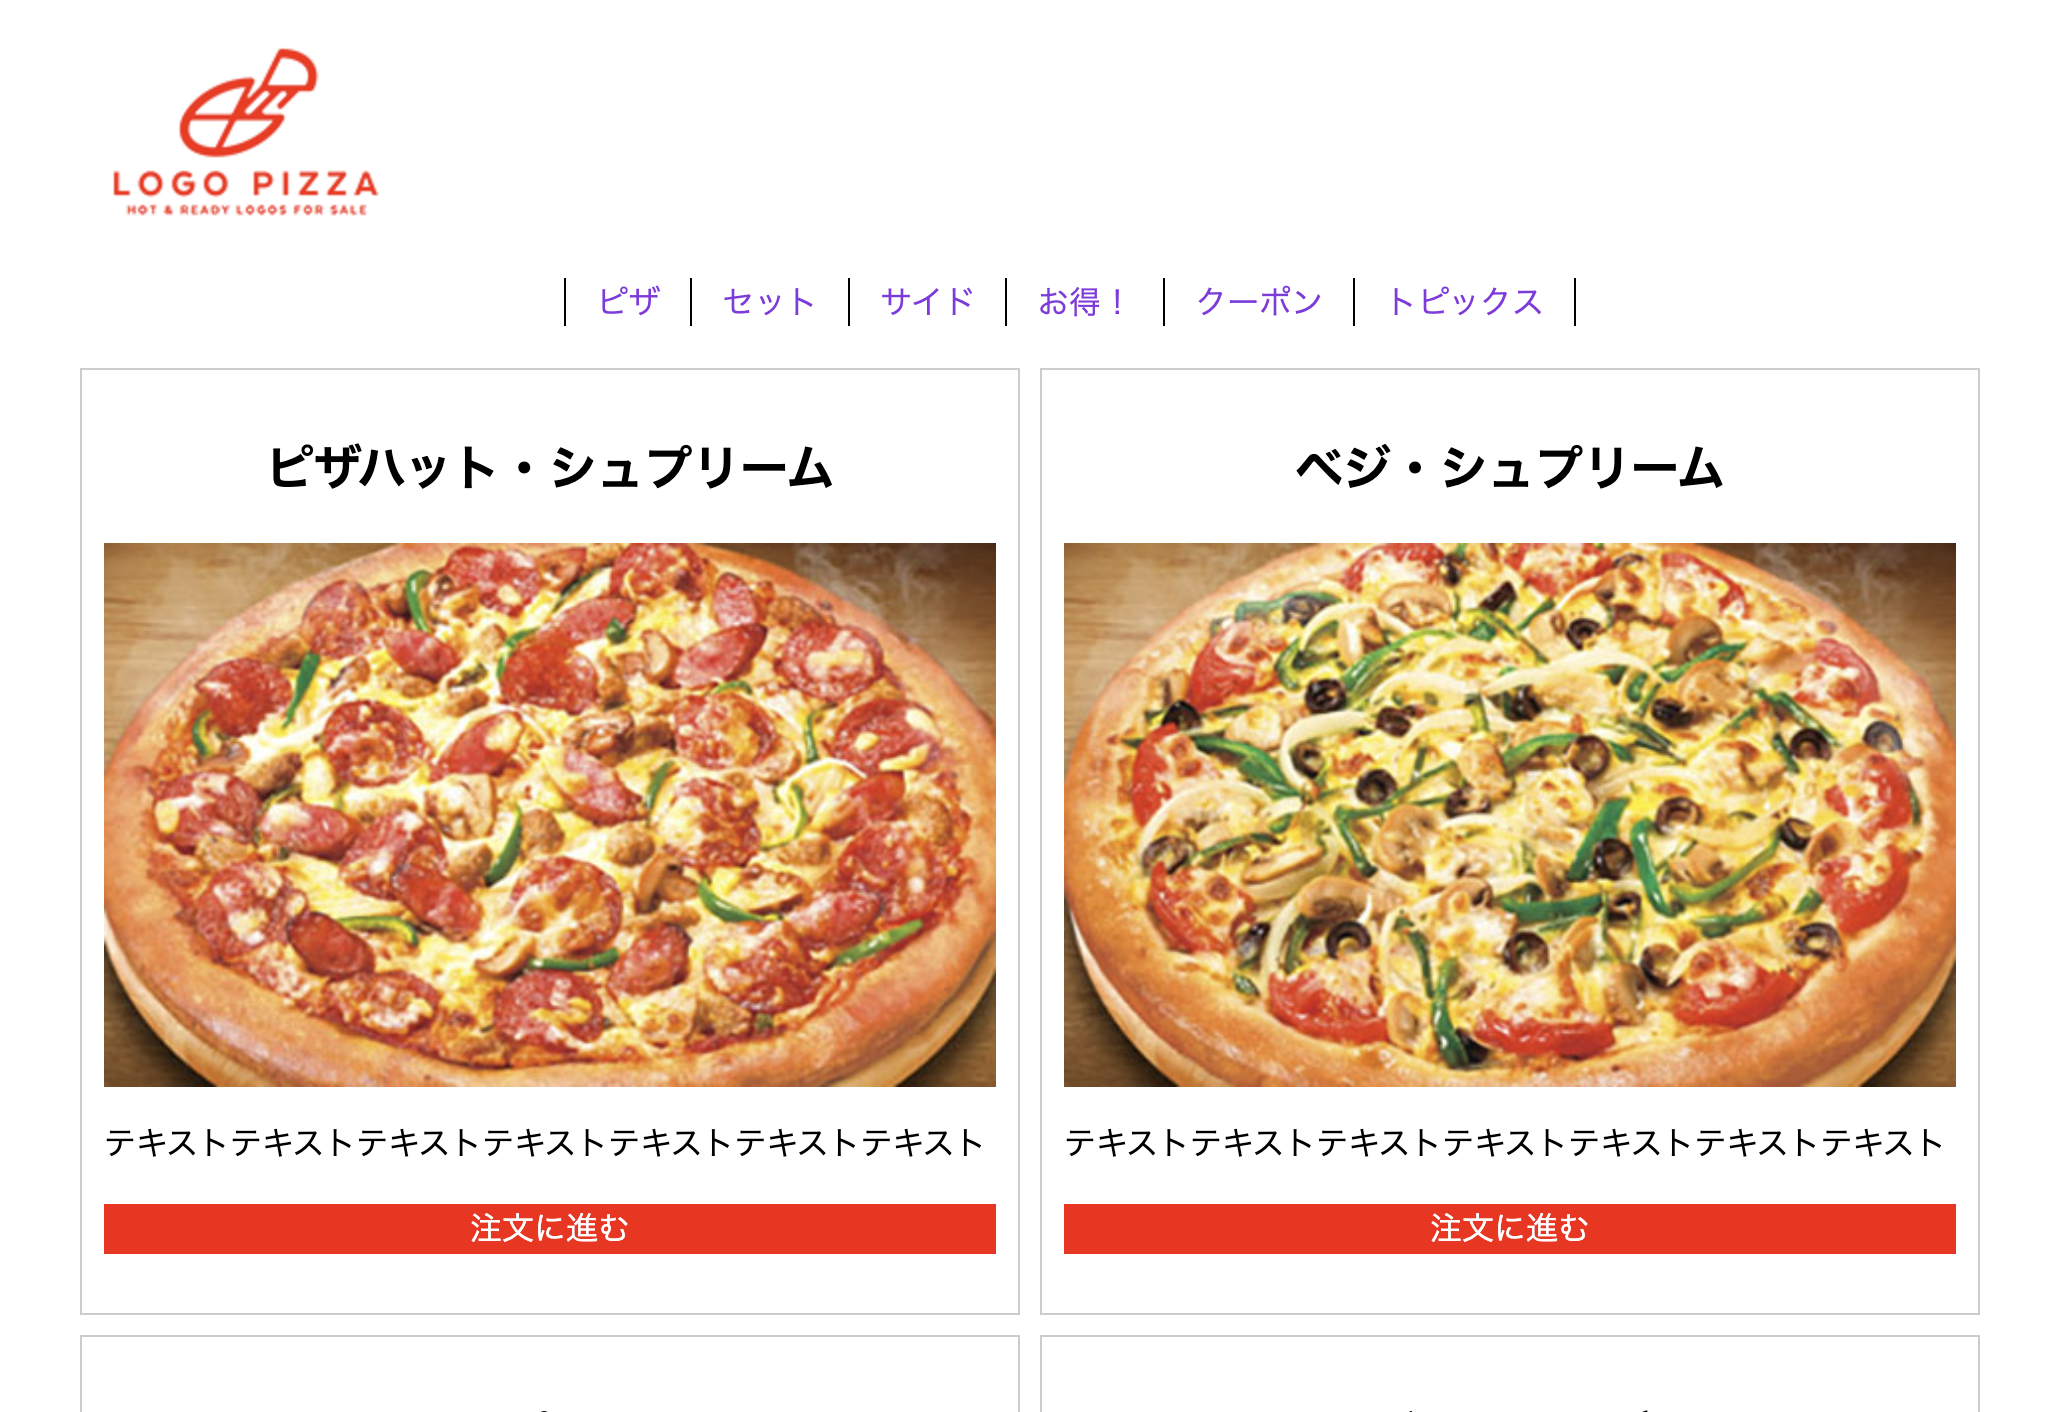 LOGO PIZZA
HOT & READY LOGOS FOR SALE
ピザ セット サイド お得！ クーポン トピックス
ピザハット・シュプリーム
テキストテキストテキストテキストテキストテキストテキスト
注文に進む
ベジ・シュプリーム
テキストテキストテキストテキストテキストテキストテキスト
注文に進む